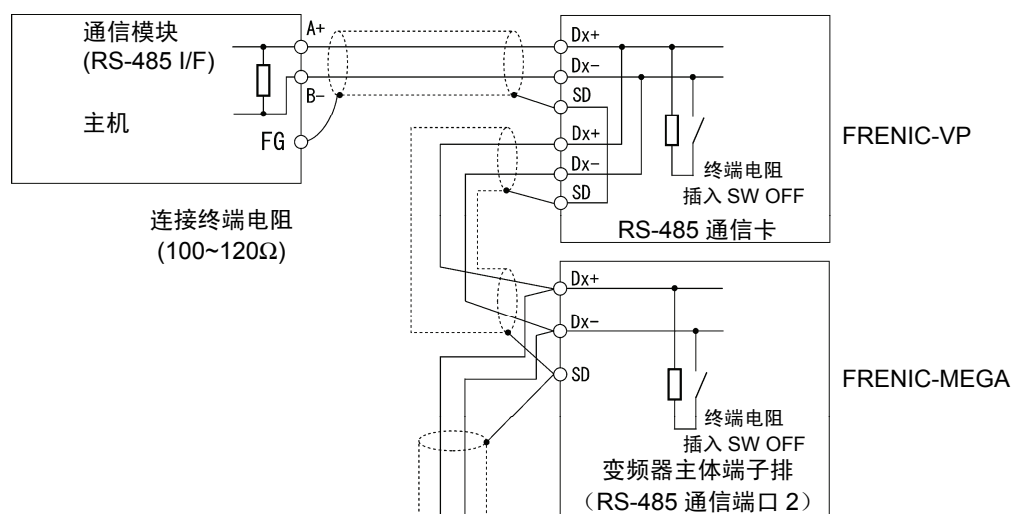 通信模块
(RS-485 I/F)
主机
A+
B-
FG
连接终端电阻
(100~120Ω)
Dx+
Dx-
SD
Dx+
Dx-
SD
终端电阻
插入 SW OFF
RS-485 通信卡
FRENIC-VP
Dx+
Dx-
SD
终端电阻
插入 SW OFF
变频器主体端子排
（RS-485 通信端口 2）
FRENIC-MEGA